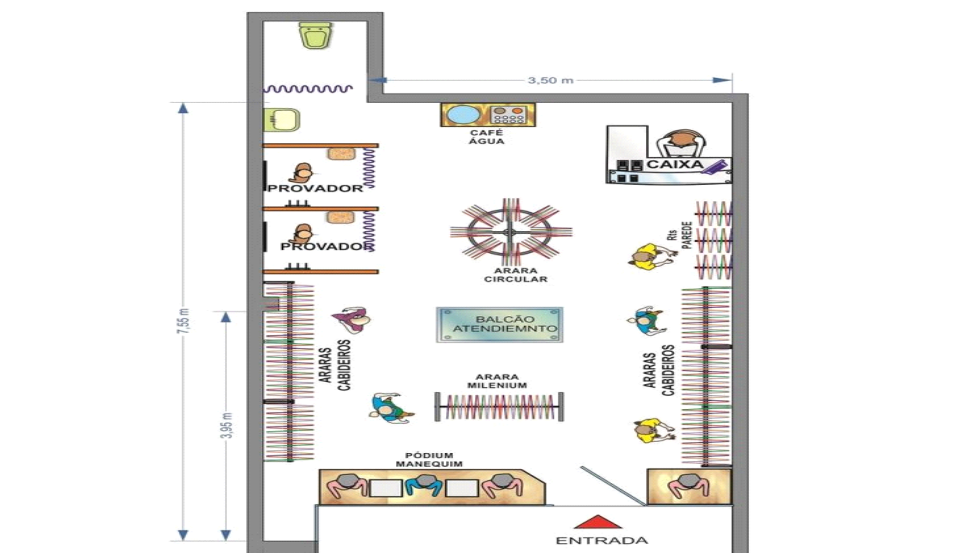 3,50 m
CAFÉ
ÁGUA
CAIXA
PROVADOR
PROVADOR
Rts
PAREDE
ARARA
CIRCULAR
7,55 m
BALCÃO
ATENDIEMNTO
ARARAS
CABIDEIROS
ARARAS
CABIDEIROS
ARARA
MILENIUM
3,95 m
PÓDIUM
MANEQUIM
ENTRADA